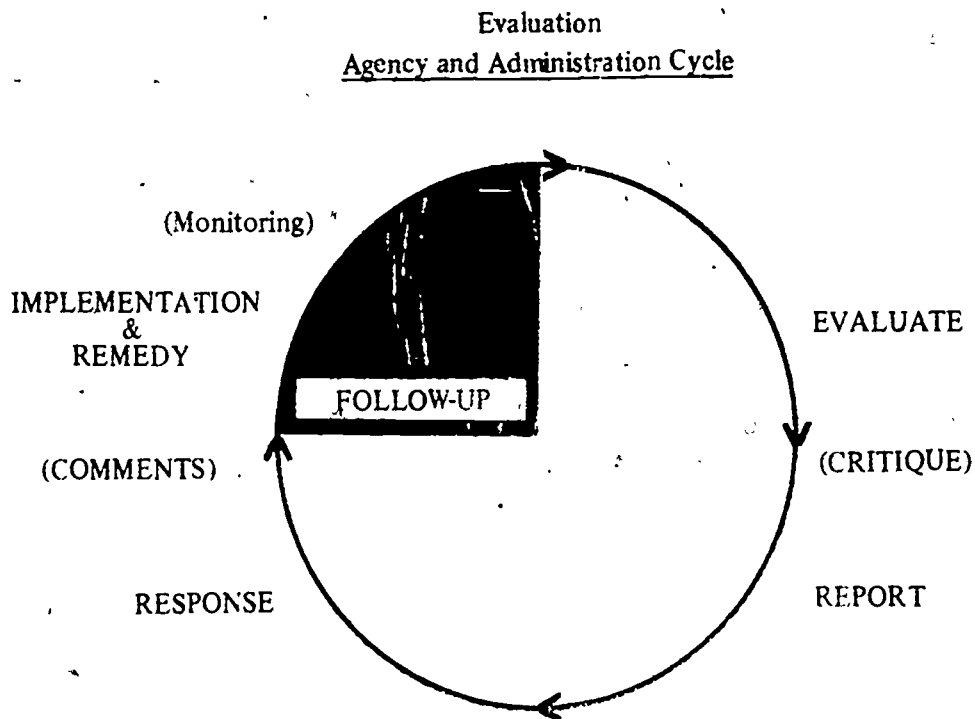 Evaluation
Agency and Administration Cycle
(Monitoring)
IMPLEMENTATION
&
REMEDY
EVALUATE
FOLLOW-UP
(COMMENTS)
(CRITIQUE)
RESPONSE
REPORT